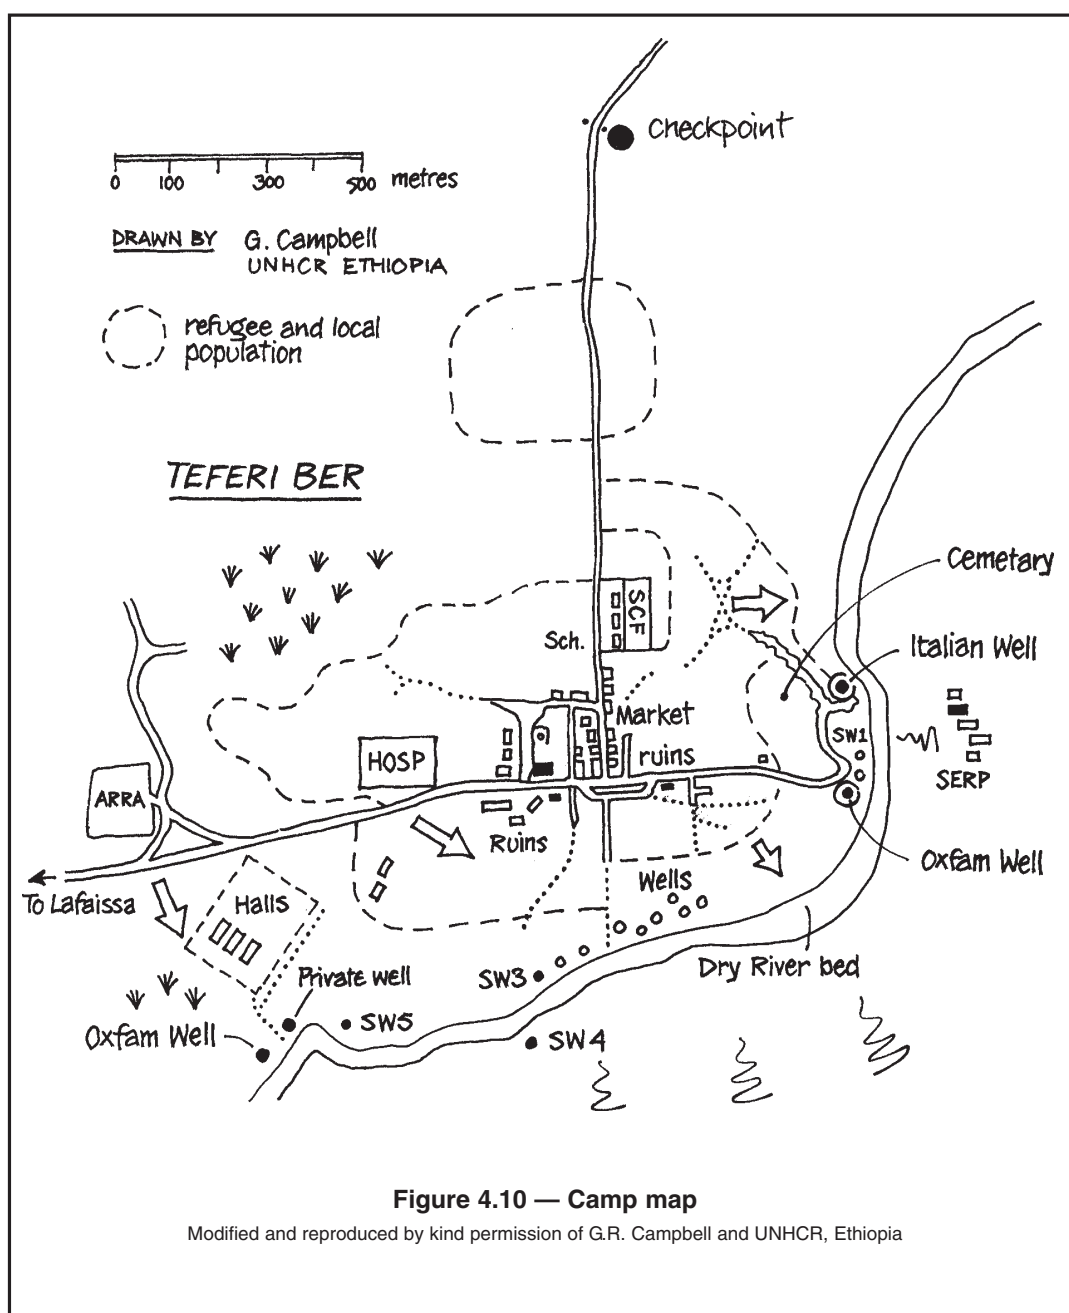 Checkpoint
0 100 300 500 metres
DRAWN BY G. Campbell
UNHCR ETHIOPIA
refugee and local
population
TEFERI BER
Cemetary
SCF
Sch.
Italian Well
Market
SW1
ruins
HOSP
SERP
ARRA
Ruins
Oxfam Well
Wells
To Lafaissa
Halls
Dry River bed
Private well
SW3
SW5
Oxfam Well
SW4
Figure 4.10 — Camp map
Modified and reproduced by kind permission of G.R. Campbell and UNHCR, Ethiopia